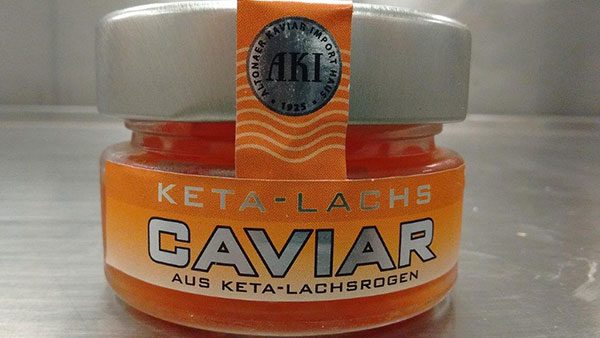 ALTONAER KAVIAR IMPORT HAUS
AKI
• 1925 •
KETA-LACHS
CAVIAR
AUS KETA-LACHSROGEN